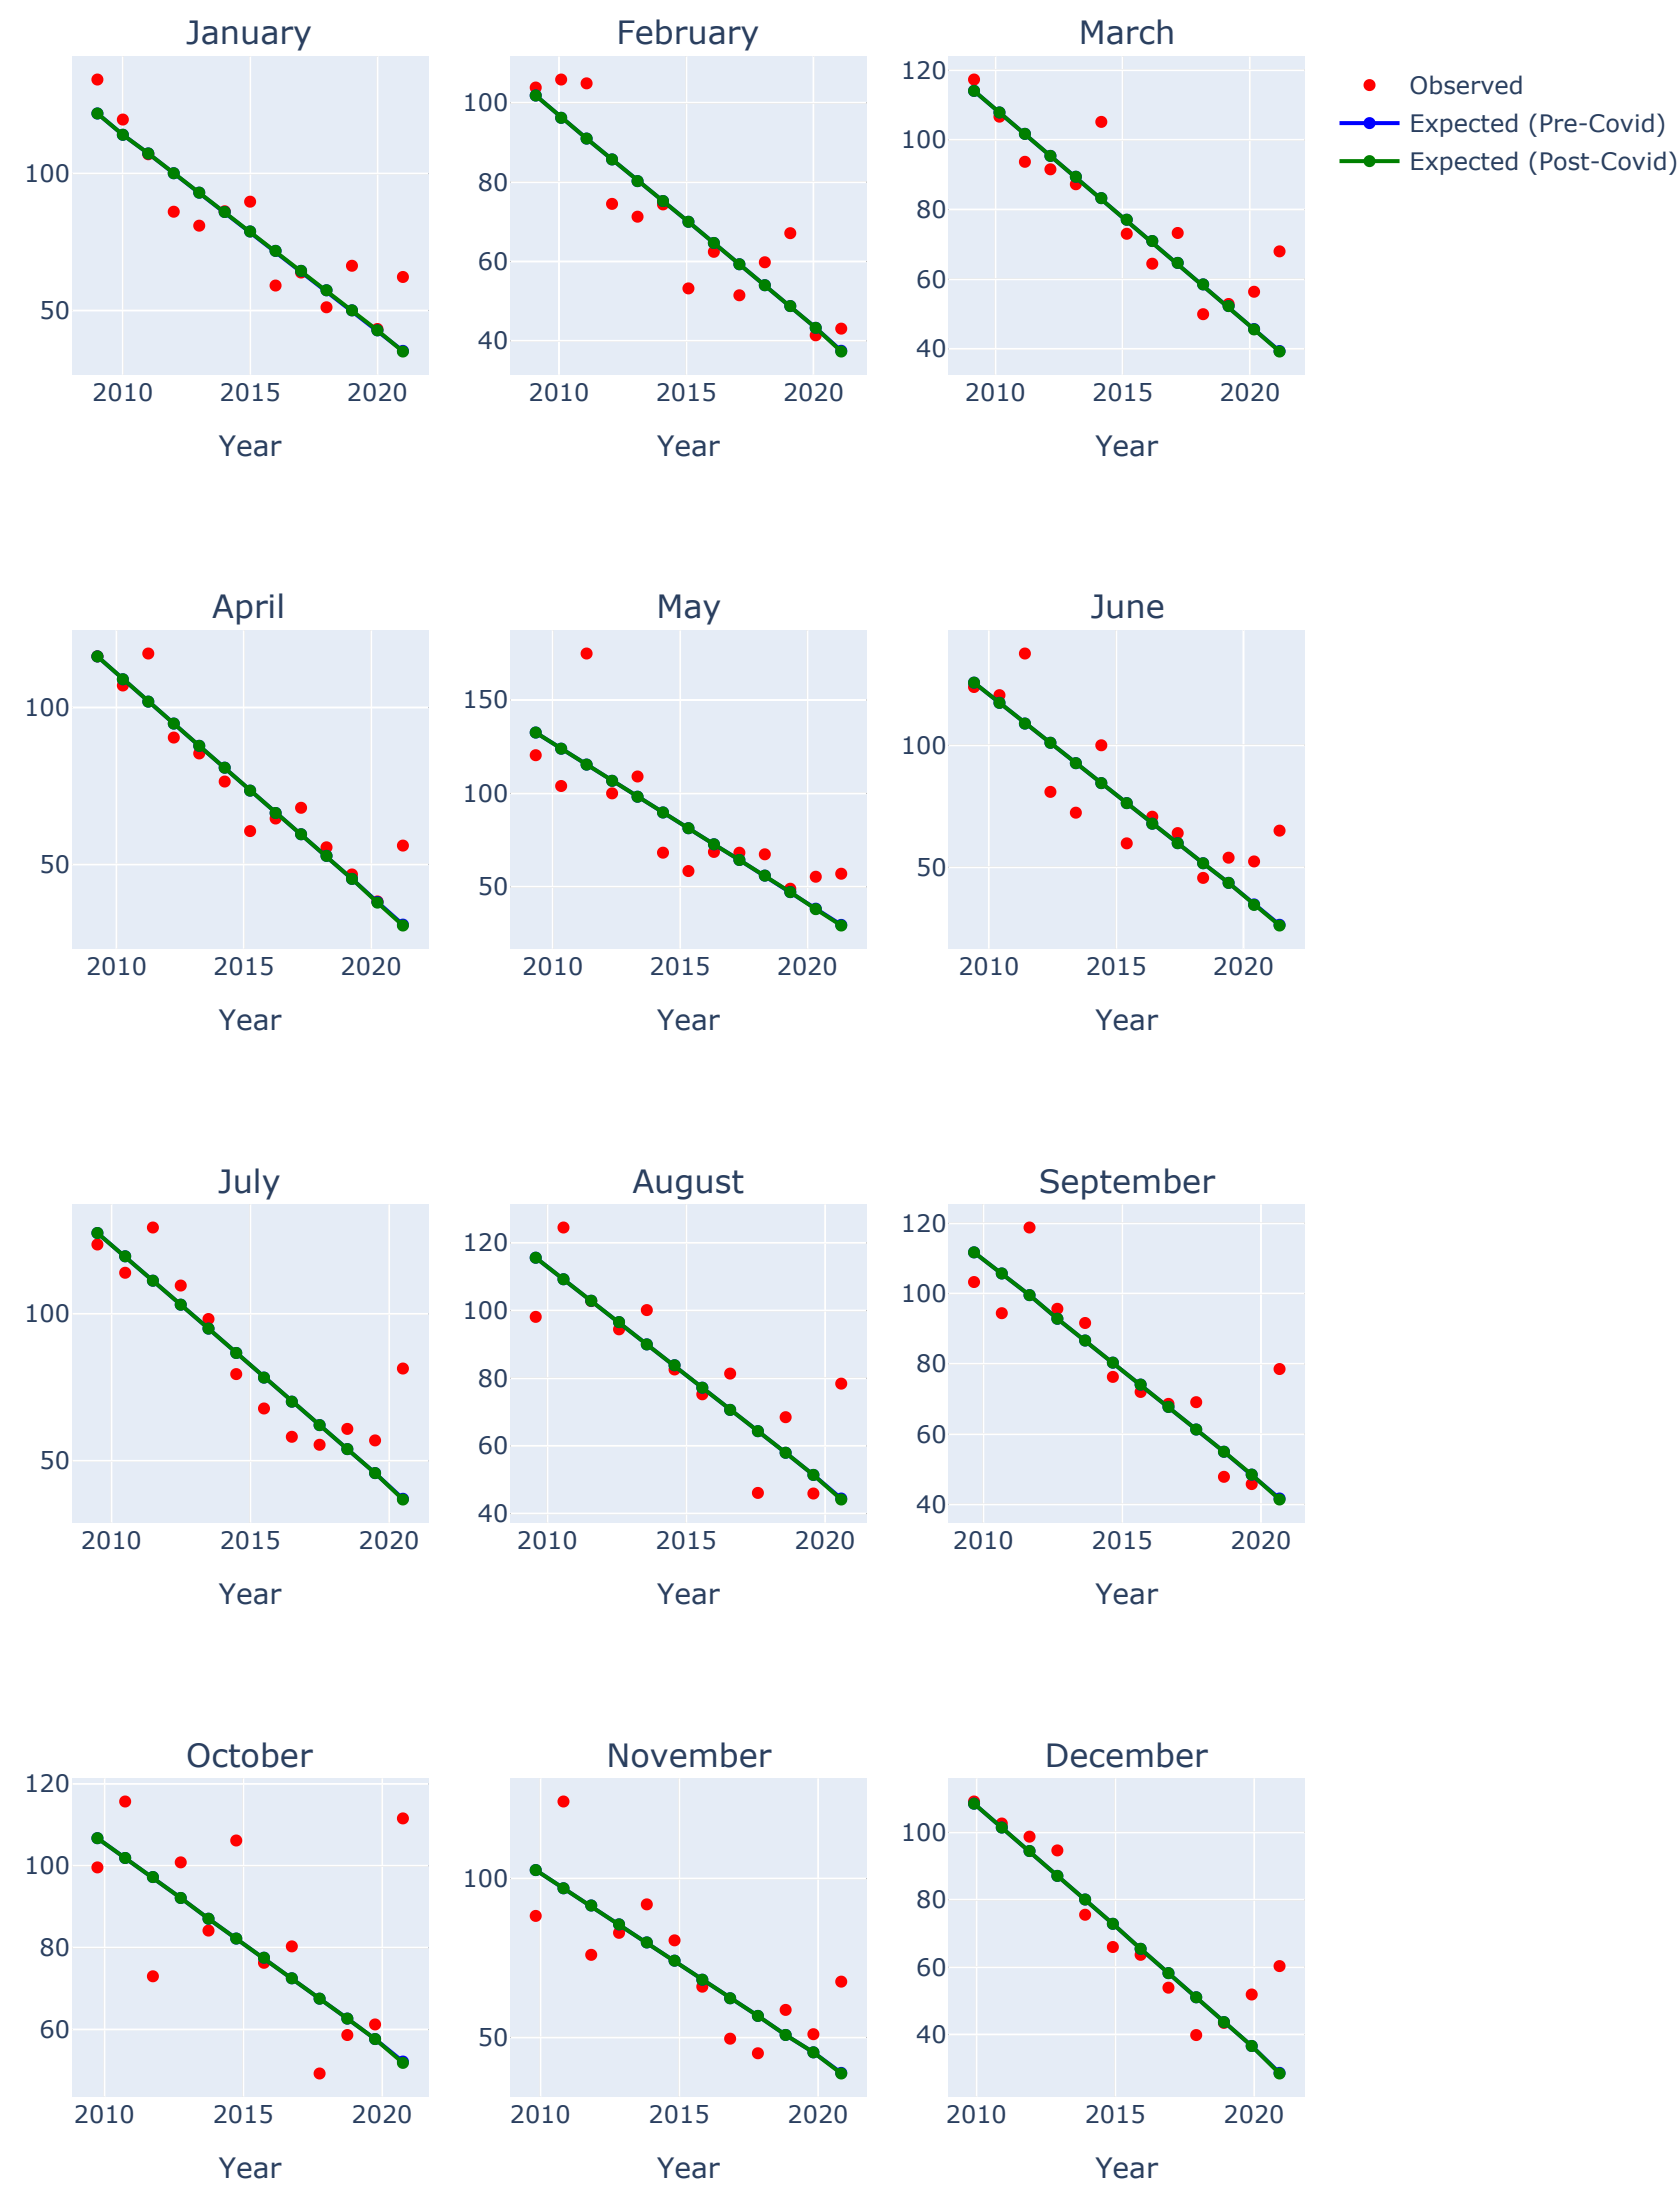 January February March
120
100
100
80
100
80
60
60
50
40
40
2010 2015 2020 2010 2015 2020 2010 2015 2020
Year Year Year
Observed
Expected (Pre-Covid)
Expected (Post-Covid)
April May June
100
50
150
100
50
100
50
2010 2015 2020 2010 2015 2020 2010 2015 2020
Year Year Year
July August September
100
50
120
100
80
60
40
120
100
80
60
40
2010 2015 2020 2010 2015 2020 2010 2015 2020
Year Year Year
October November December
120
100
80
60
100
50
100
80
60
40
2010 2015 2020 2010 2015 2020 2010 2015 2020
Year Year Year